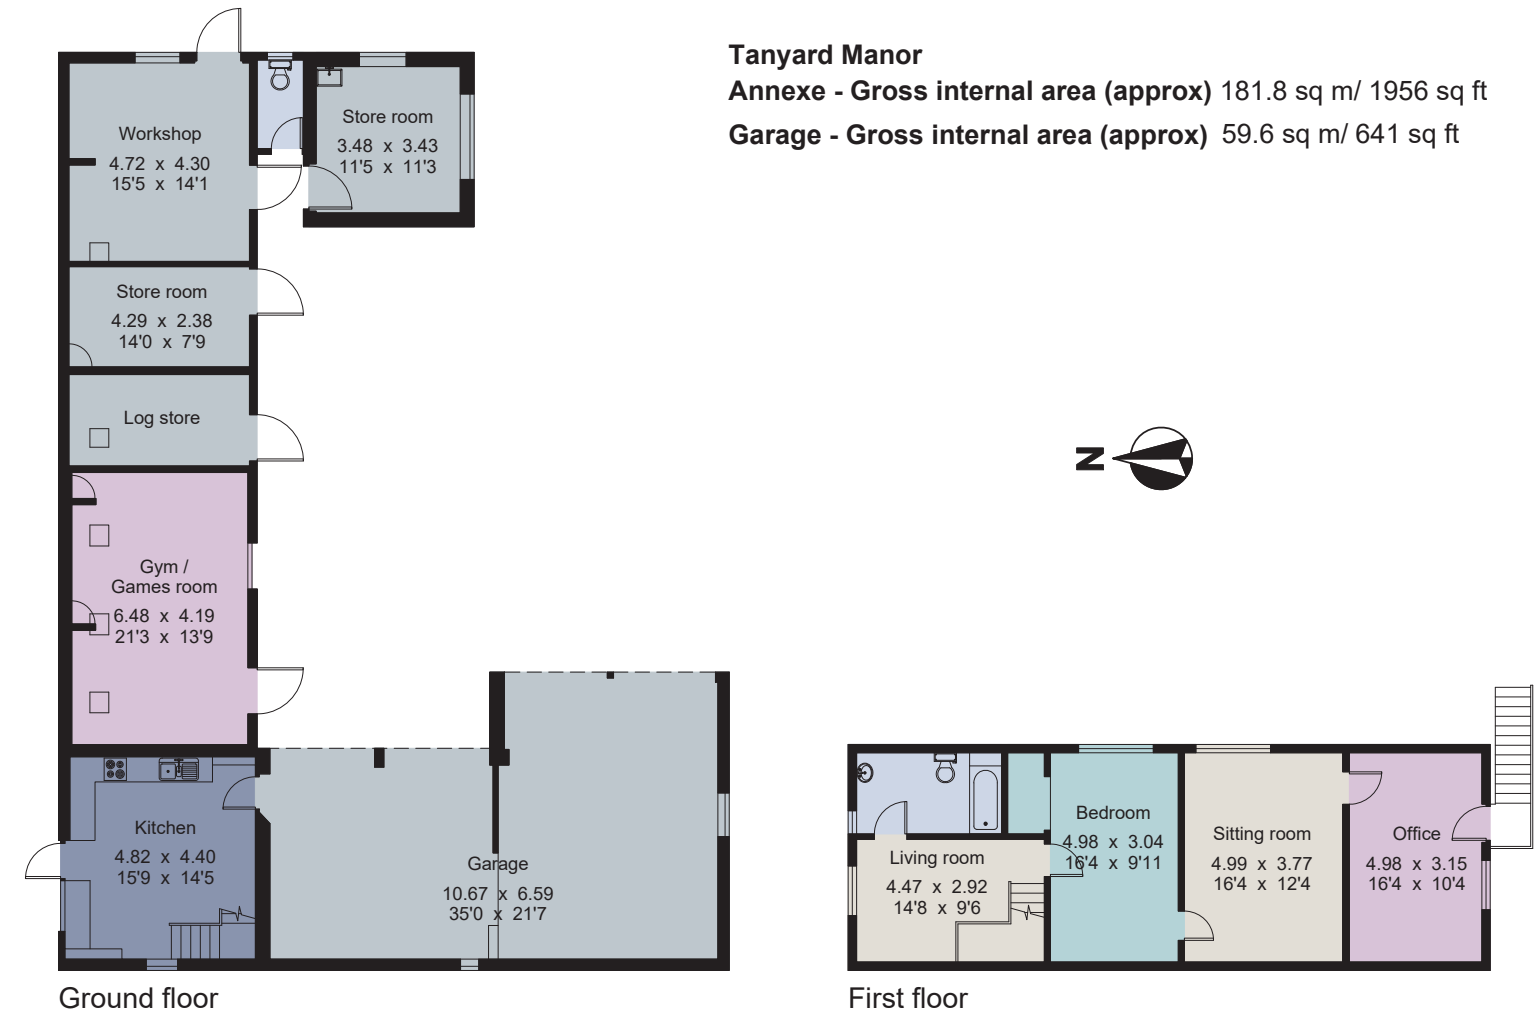 Tanyard Manor
Annexe - Gross internal area (approx) 181.8 sq m/ 1956 sq ft
Garage - Gross internal area (approx) 59.6 sq m/ 641 sq ft
Workshop
4.72 x 4.30
15'5 x 14'1
Store room
3.48 x 3.43
11'5 x 11'3
Store room
4.29 x 2.38
14'0 x 7'9
Log store
N
Gym /
Games room
6.48 x 4.19
21'3 x 13'9
Kitchen
4.82 x 4.40
15'9 x 14'5
Garage
10.67 x 6.59
35'0 x 21'7
Living room
4.47 x 2.92
14'8 x 9'6
Bedroom
4.98 x 3.04
16'4 x 9'11
Sitting room
4.99 x 3.77
16'4 x 12'4
Office
4.98 x 3.15
16'4 x 10'4
Ground floor
First floor